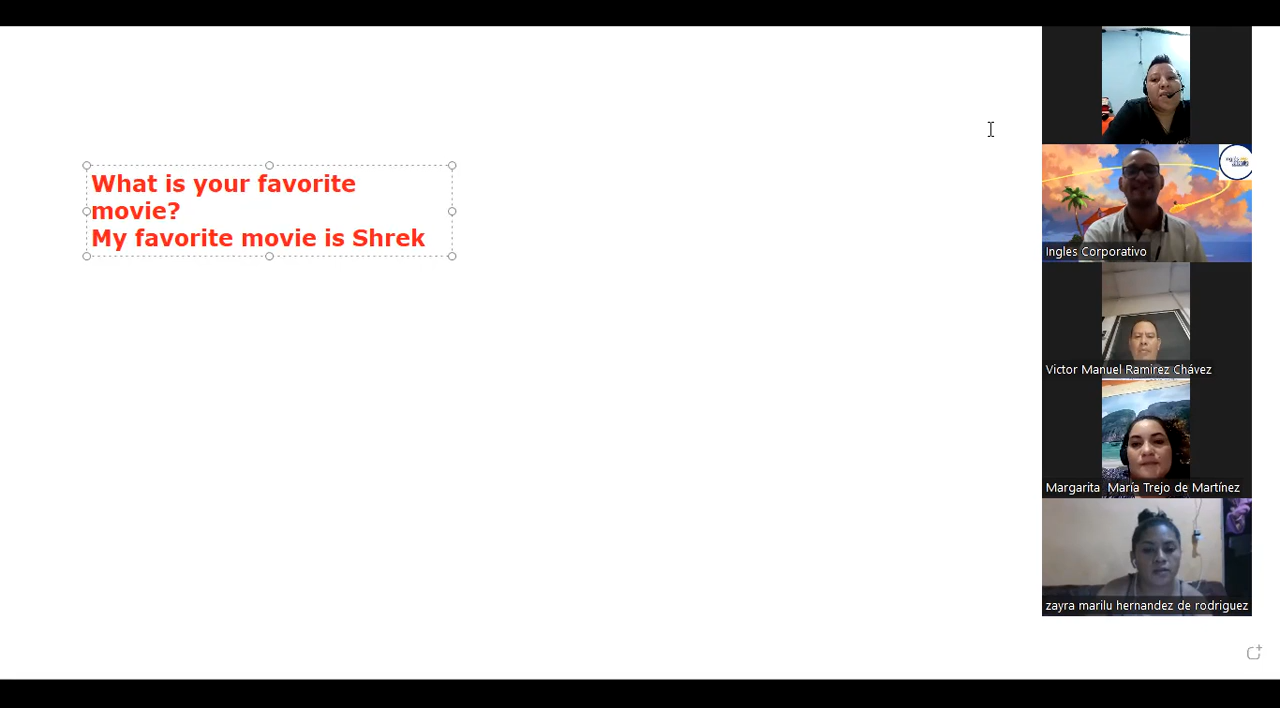 What is your favorite
movie?
My favorite movie is Shrek
Ingles Corporativo
Victor Manuel Ramirez Chávez
Margarita María Trejo de Martínez
zayra marilu hernandez de rodriguez